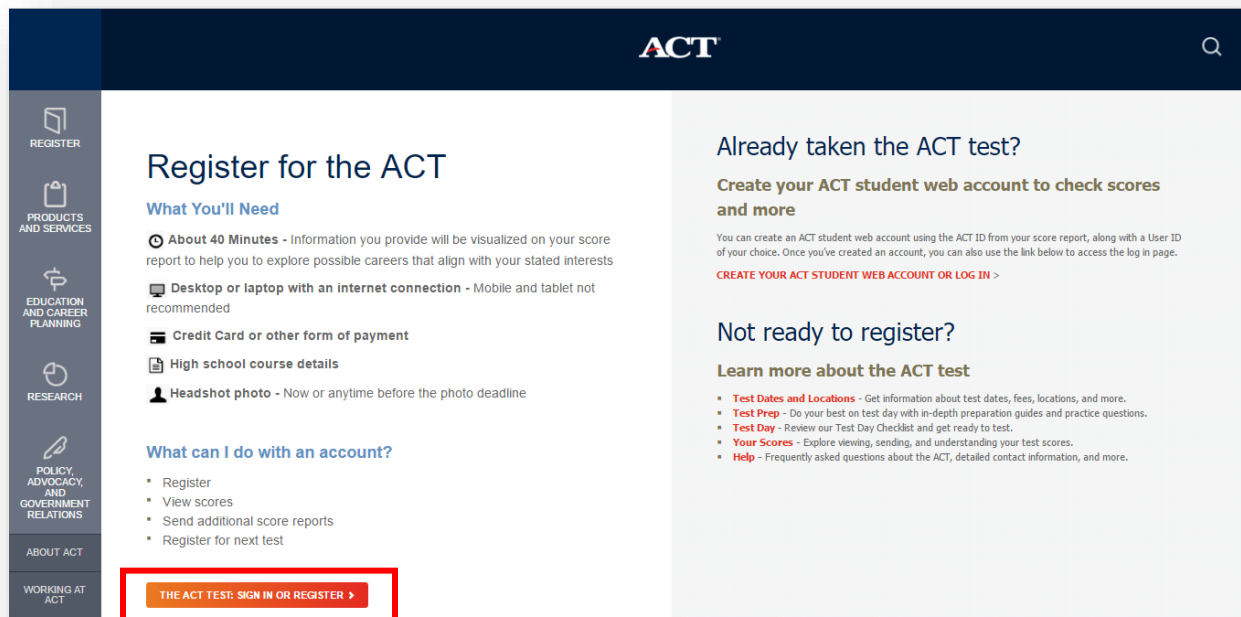 ACT®
REGISTER
PRODUCTS
AND SERVICES
EDUCATION
AND CAREER
PLANNING
RESEARCH
POLICY,
ADVOCACY,
AND
GOVERNMENT
RELATIONS
ABOUT ACT
WORKING AT
ACT
Register for the ACT
What You'll Need
About 40 Minutes - Information you provide will be visualized on your score
report to help you to explore possible careers that align with your stated interests
Desktop or laptop with an internet connection - Mobile and tablet not
recommended
Credit Card or other form of payment
High school course details
Headshot photo - Now or anytime before the photo deadline
What can I do with an account?
▪ Register
▪ View scores
▪ Send additional score reports
▪ Register for next test
THE ACT TEST: SIGN IN OR REGISTER >
Already taken the ACT test?
Create your ACT student web account to check scores
and more
You can create an ACT student web account using the ACT ID from your score report, along with a User ID
of your choice. Once you've created an account, you can also use the link below to access the log in page.
CREATE YOUR ACT STUDENT WEB ACCOUNT OR LOG IN >
Not ready to register?
Learn more about the ACT test
▪ Test Dates and Locations - Get information about test dates, fees, locations, and more.
▪ Test Prep - Do your best on test day with in-depth preparation guides and practice questions.
▪ Test Day - Review our Test Day Checklist and get ready to test.
▪ Your Scores - Explore viewing, sending, and understanding your test scores.
▪ Help - Frequently asked questions about the ACT, detailed contact information, and more.